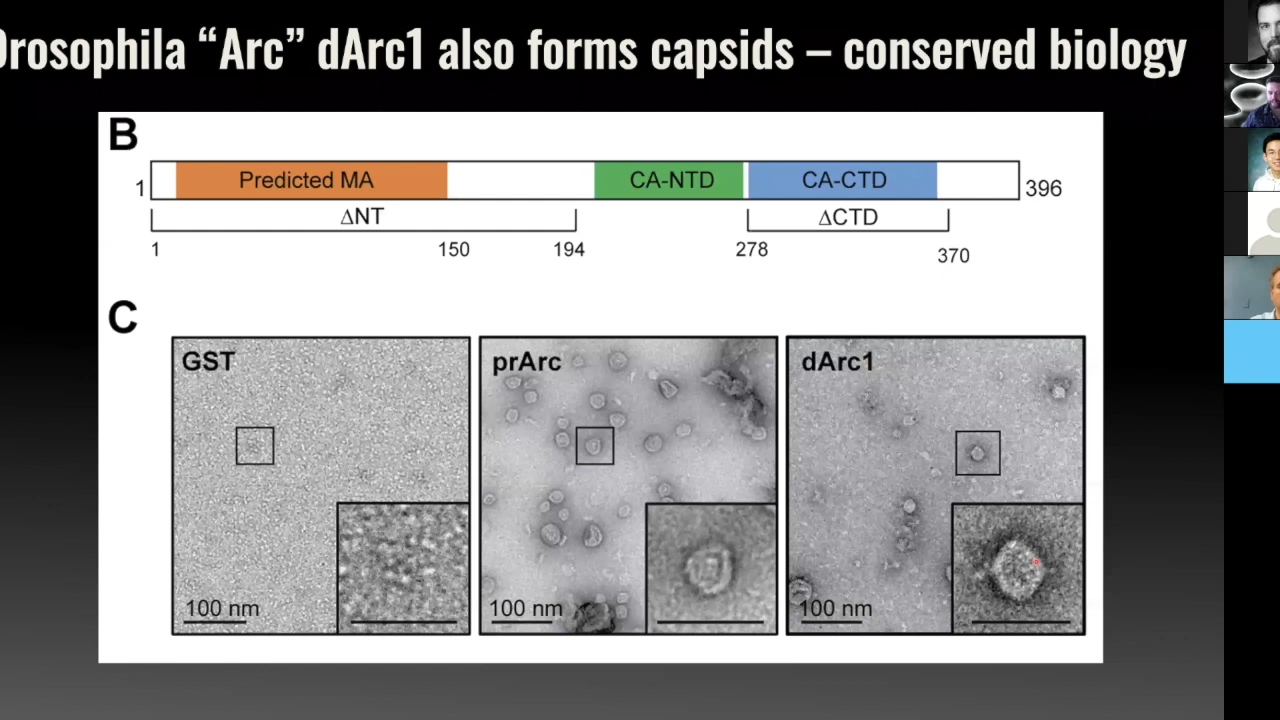 Drosophila “Arc” dArc1 also forms capsids – conserved biology
B
1 Predicted MA CA-NTD CA-CTD 396
ΔNT ΔCTD
1 150 194 278 370
C
GST prArc dArc1
100 nm 100 nm 100 nm